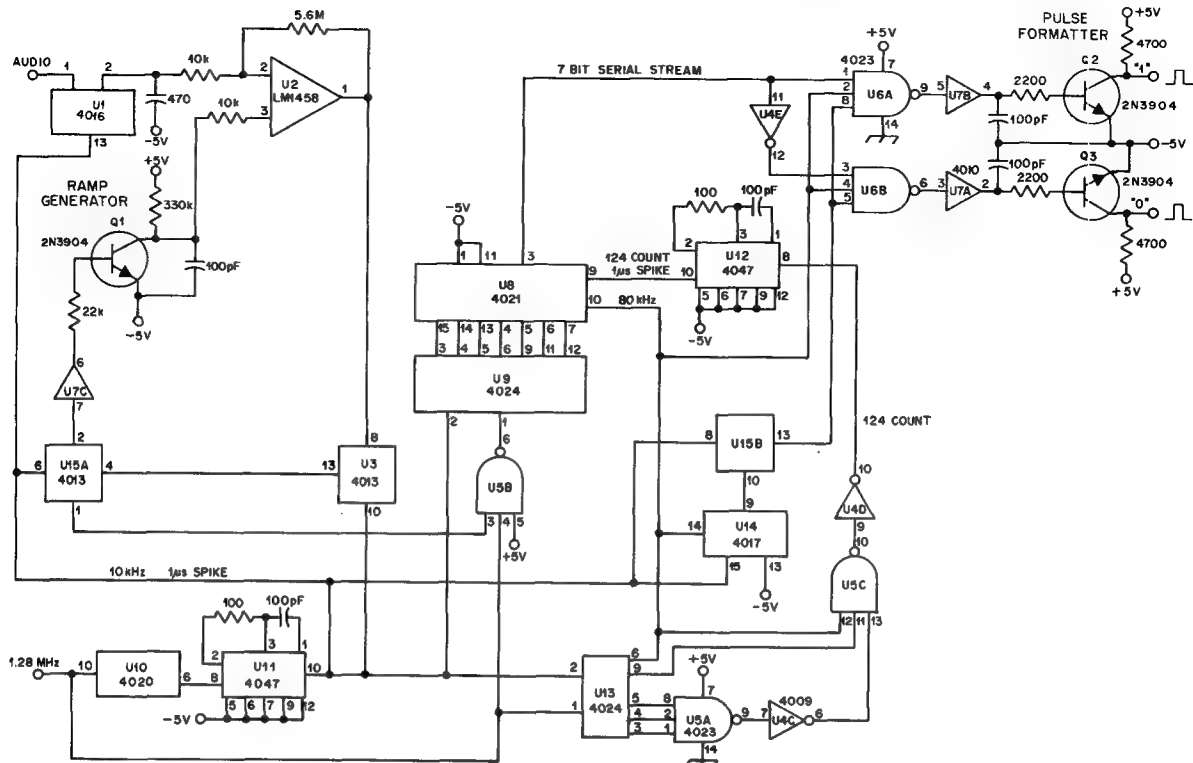 5.6M
+5V
PULSE
FORMATTER
AUDIO
1
2
10k
2
U2
LM1458
1
7 BIT SERIAL STREAM
+5V
4023
7
4700
"1"
Q2
U1
4016
470
-5V
10k
3
1
2
8
U6A
9
5
U7B
4
2200
2N3904
13
11
U4E
12
14
100pF
-5V
+5V
RAMP
GENERATOR
Q1
330k
2N3904
100pF
-5V
3
4
5
U6B
6
4010
3
U7A
2
100pF
2200
Q3
2N3904
"0"
4700
+5V
100
100pF
-5V
1
11
3
2
3
1
U8
4021
9
124 COUNT
1µs SPIKE
10
U12
4047
8
10
80 kHz
5
6
7
9
12
-5V
22k
15
14
13
4
5
6
7
3
4
5
6
9
11
12
U9
4024
6
U7C
7
2
1
124 COUNT
2
6
U15A
4013
4
8
13
U3
4013
6
U5B
8
U15B
13
10
10
U4D
9
1
10
3
4
5
+5V
9
14
U14
4017
10
U5C
15
13
-5V
10kHz 1µs SPIKE
12
11
13
100
100pF
1.28 MHz
10
U10
4020
6
2
3
1
8
U11
4047
10
2
6
9
+5V
-5V
5
6
7
9
12
1
U13
4024
5
4
3
8
2
1
7
U5A
4023
9
7
4009
U4C
6
14